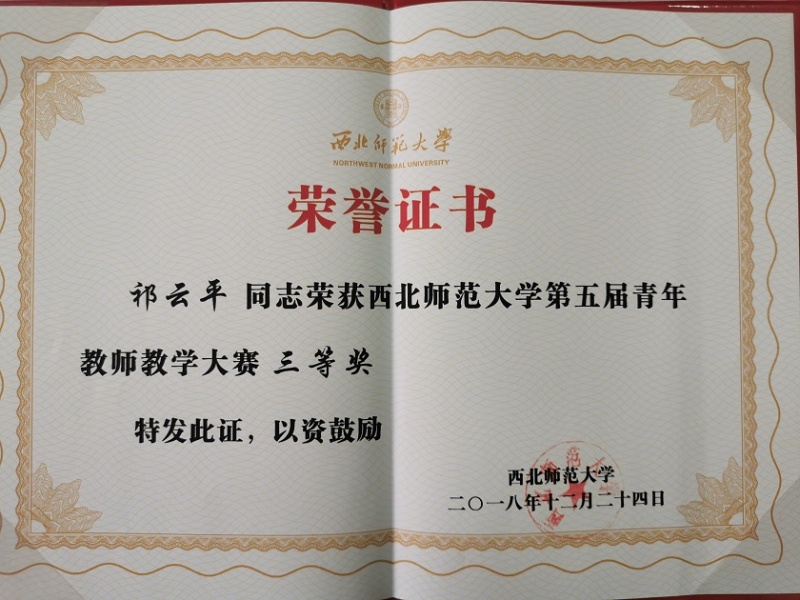 西北师范大学
NORTHWEST NORMAL UNIVERSITY
荣誉证书
祁云平 同志荣获西北师范大学第五届青年
教师教学大赛 三等奖
特发此证，以资鼓励
西北师范大学
二〇一八年十二月二十四日